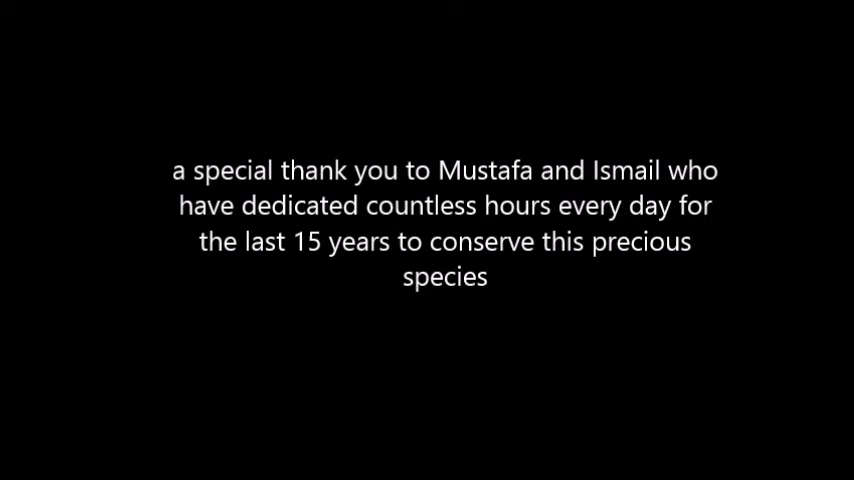 a special thank you to Mustafa and Ismail who
have dedicated countless hours every day for
the last 15 years to conserve this precious
species